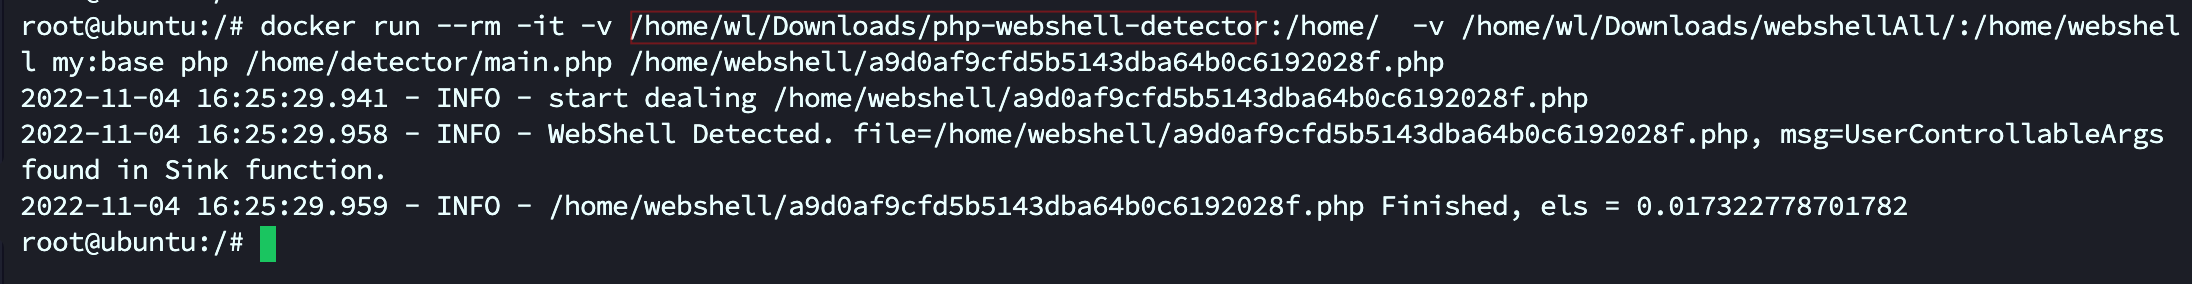 root@ubuntu:/# docker run --rm -it -v /home/wl/Downloads/php-webshell-detector:/home/  -v /home/wl/Downloads/webshellAll/:/home/webshel
l my:base php /home/detector/main.php /home/webshell/a9d0af9cfd5b5143dba64b0c6192028f.php
2022-11-04 16:25:29.941 - INFO - start dealing /home/webshell/a9d0af9cfd5b5143dba64b0c6192028f.php
2022-11-04 16:25:29.958 - INFO - WebShell Detected. file=/home/webshell/a9d0af9cfd5b5143dba64b0c6192028f.php, msg=UserControllableArgs
found in Sink function.
2022-11-04 16:25:29.959 - INFO - /home/webshell/a9d0af9cfd5b5143dba64b0c6192028f.php Finished, els = 0.017322778701782
root@ubuntu:/#